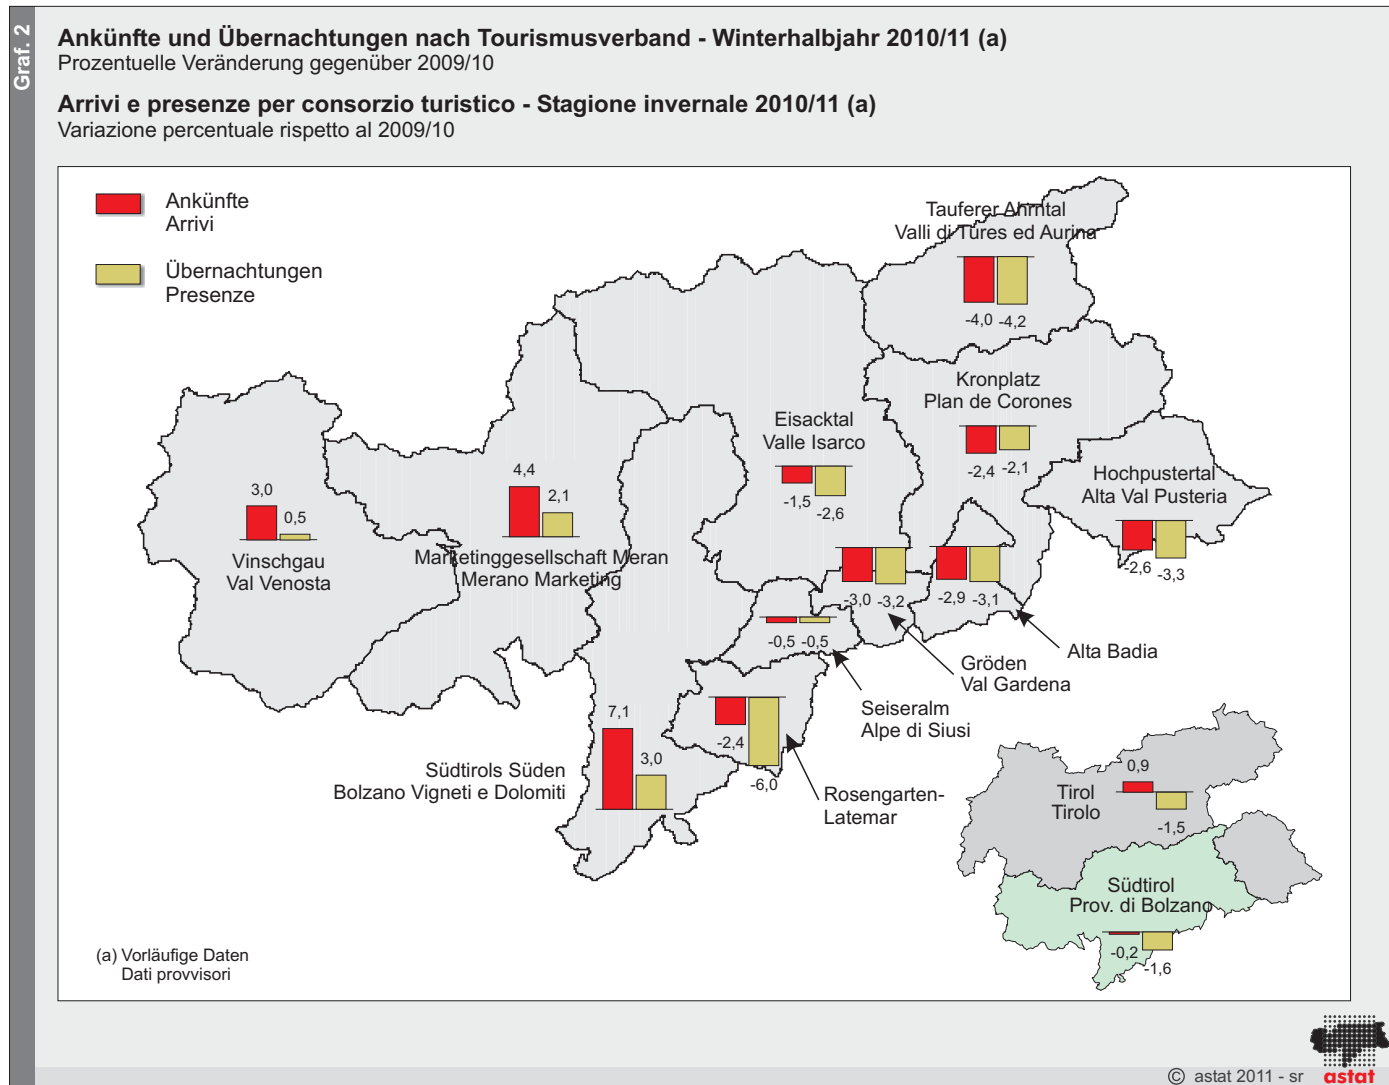 Graf. 2
Ankünfte und Übernachtungen nach Tourismusverband - Winterhalbjahr 2010/11 (a)
Prozentuelle Veränderung gegenüber 2009/10
Arrivi e presenze per consorzio turistico - Stagione invernale 2010/11 (a)
Variazione percentuale rispetto al 2009/10
Ankünfte
Arrivi
Übernachtungen
Presenze
Tauferer Ahrntal
Valli di Tures ed Aurina
-4,0 -4,2
Kronplatz
Plan de Corones
-2,4 -2,1
Eisacktal
Valle Isarco
-1,5 -2,6
Hochpustertal
Alta Val Pusteria
-2,6 -3,3
3,0 0,5
Vinschgau
Val Venosta
4,4 2,1
Marketinggesellschaft Meran
Merano Marketing
-3,0 -3,2
Gröden
Val Gardena
-2,9 -3,1
Alta Badia
-0,5 -0,5
Seiseralm
Alpe di Siusi
-2,4 -6,0
Rosengarten-
Latemar
7,1 3,0
Südtirols Süden
Bolzano Vigneti e Dolomiti
Tirol
Tirolo
0,9 -1,5
Südtirol
Prov. di Bolzano
-0,2 -1,6
(a) Vorläufige Daten
Dati provvisori
© astat 2011 - sr
astat